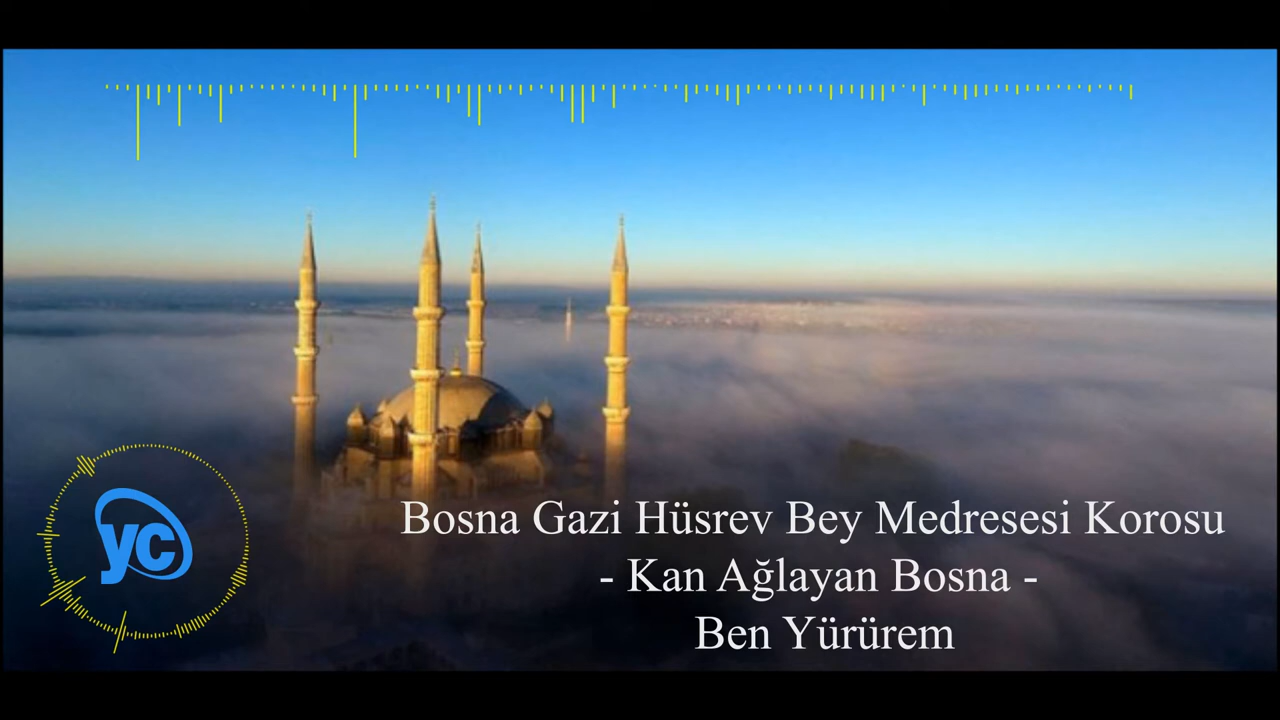 Bosna Gazi Hüsrev Bey Medresesi Korosu
- Kan Ağlayan Bosna -
Ben Yürürem
yc